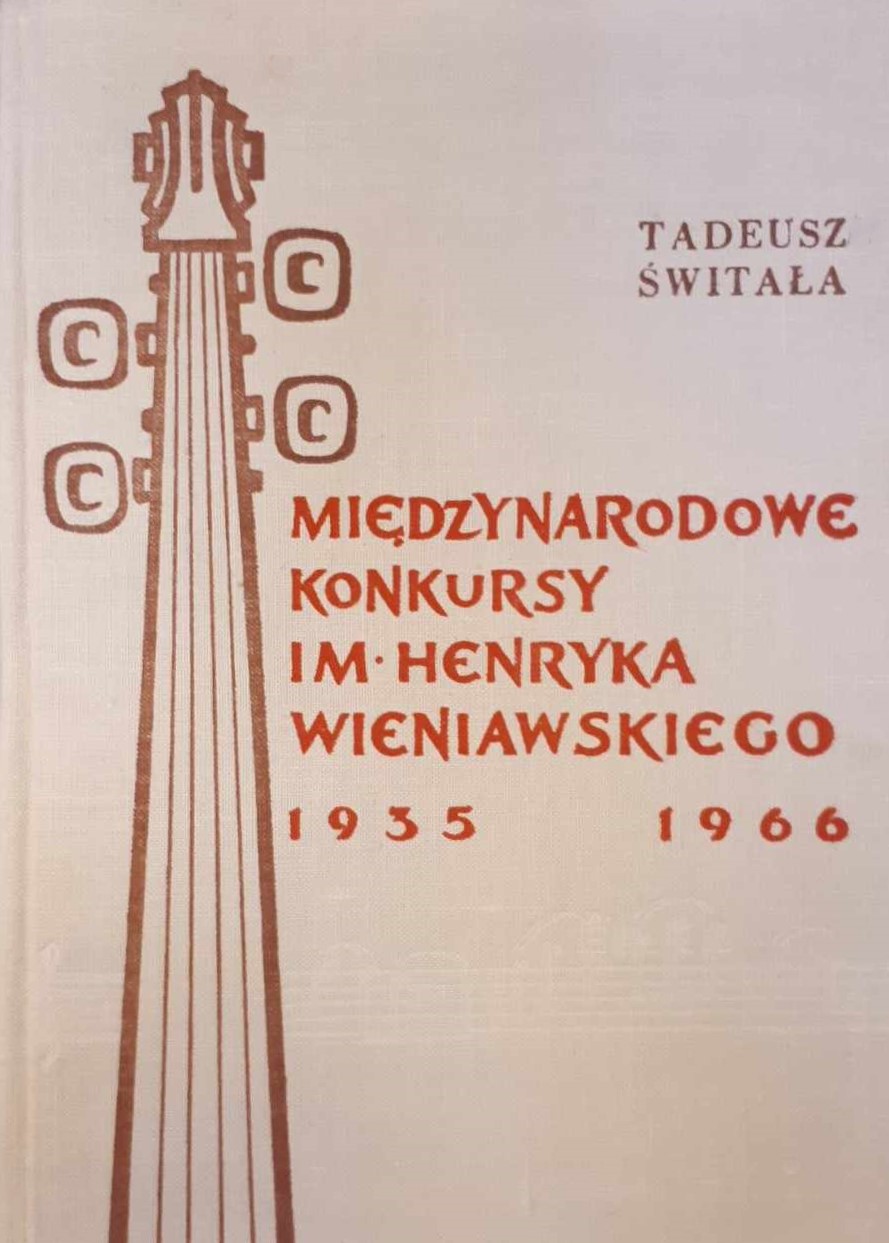 TADEUSZ
ŚWITAŁA
MIĘDZYNARODOWE
KONKURSY
IM. HENRYKA
WIENIAWSKIEGO
1935 1966